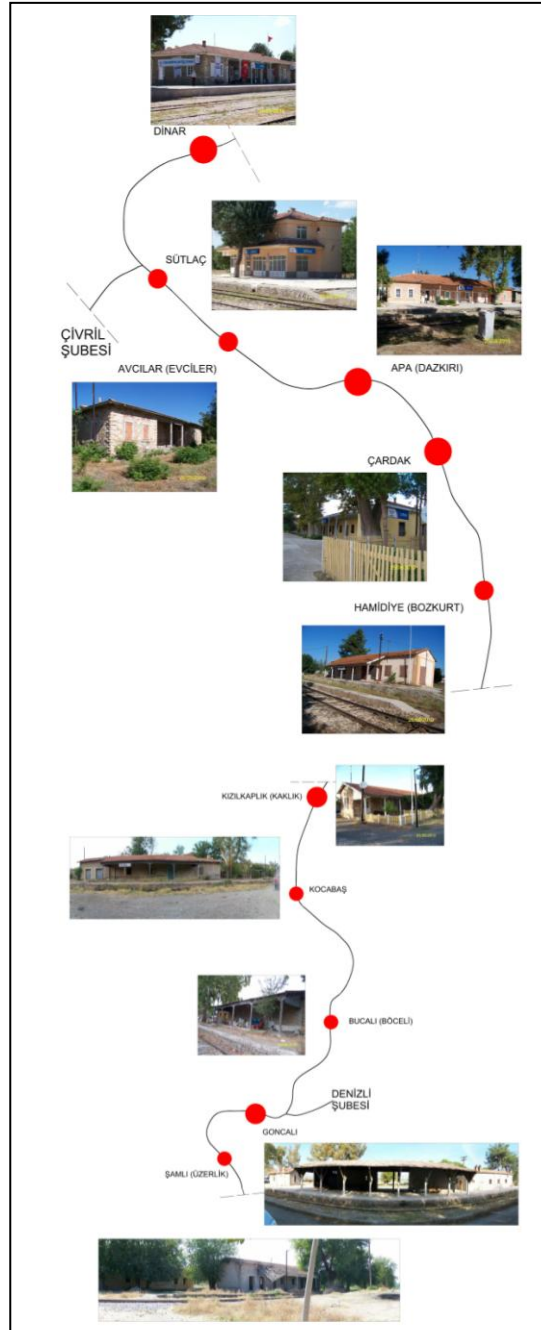 DİNAR
SÜTLAÇ
ÇİVRİL
ŞUBESİ
AVCILAR (EVCİLER)
APA (DAZKIRI)
ÇARDAK
HAMİDİYE (BOZKURT)
KIZILKAPLIK (KAKLIK)
KOCABAŞ
BUCALI (BÖCELİ)
DENİZLİ
ŞUBESİ
GONCALI
ŞAMLI (ÜZERLİK)